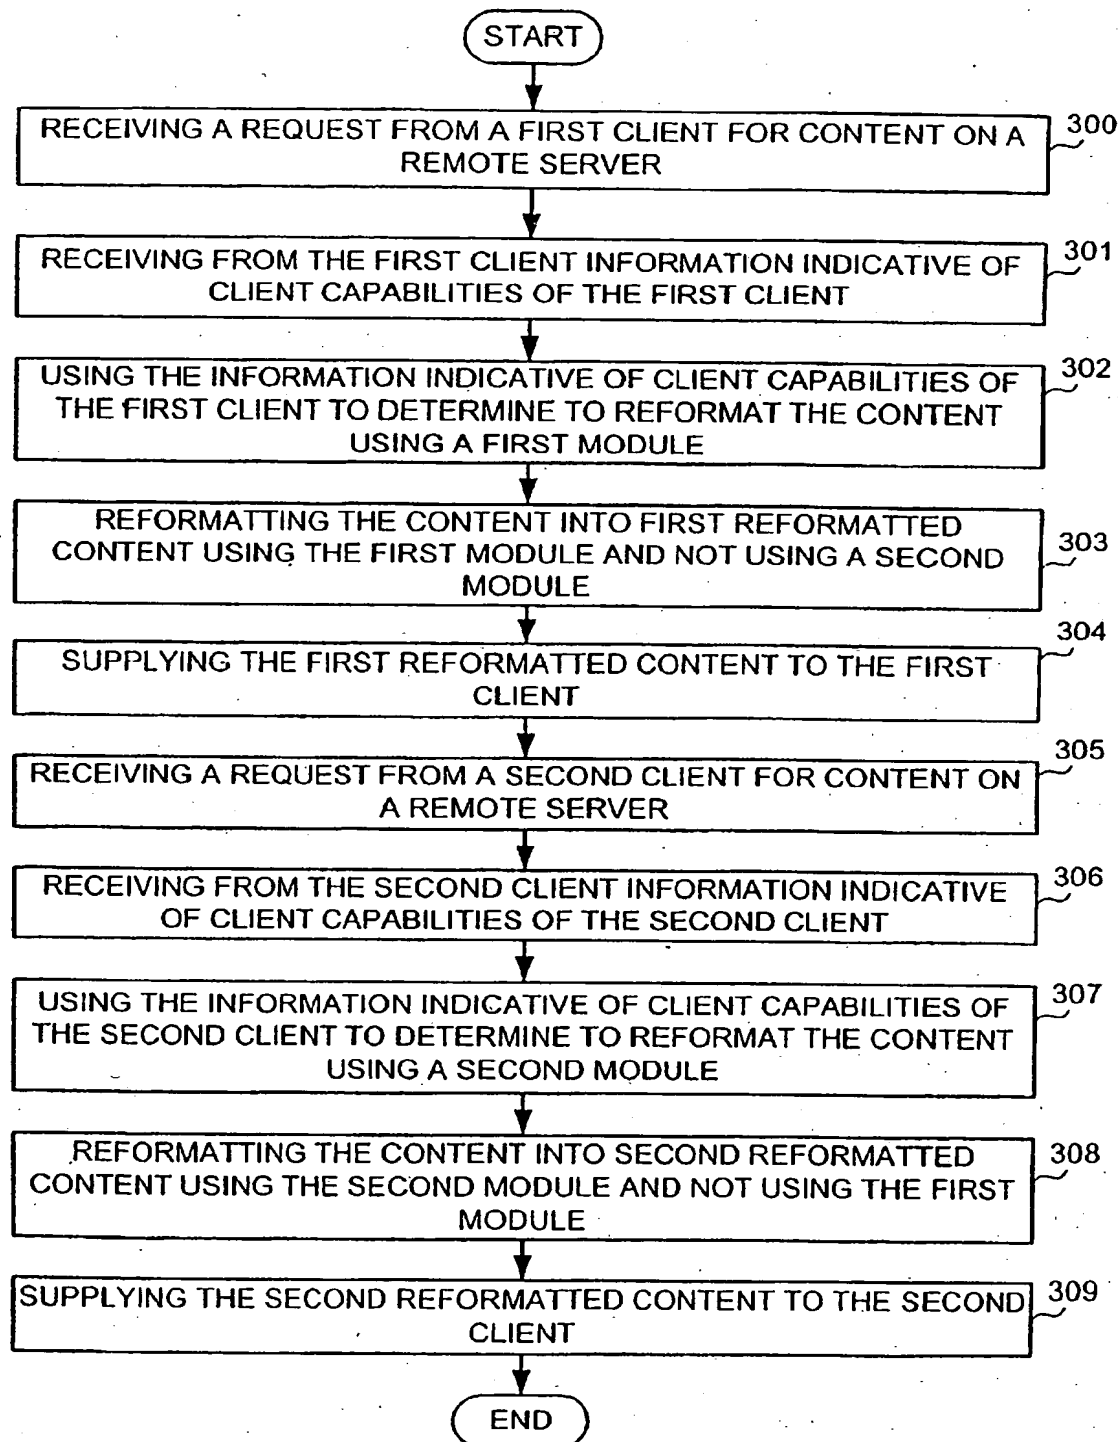 START
RECEIVING A REQUEST FROM A FIRST CLIENT FOR CONTENT ON A
REMOTE SERVER
300
RECEIVING FROM THE FIRST CLIENT INFORMATION INDICATIVE OF
CLIENT CAPABILITIES OF THE FIRST CLIENT
301
USING THE INFORMATION INDICATIVE OF CLIENT CAPABILITIES OF
THE FIRST CLIENT TO DETERMINE TO REFORMAT THE CONTENT
USING A FIRST MODULE
302
REFORMATTING THE CONTENT INTO FIRST REFORMATTED
CONTENT USING THE FIRST MODULE AND NOT USING A SECOND
MODULE
303
SUPPLYING THE FIRST REFORMATTED CONTENT TO THE FIRST
CLIENT
304
RECEIVING A REQUEST FROM A SECOND CLIENT FOR CONTENT ON
A REMOTE SERVER
305
RECEIVING FROM THE SECOND CLIENT INFORMATION INDICATIVE
OF CLIENT CAPABILITIES OF THE SECOND CLIENT
306
USING THE INFORMATION INDICATIVE OF CLIENT CAPABILITIES OF
THE SECOND CLIENT TO DETERMINE TO REFORMAT THE CONTENT
USING A SECOND MODULE
307
REFORMATTING THE CONTENT INTO SECOND REFORMATTED
CONTENT USING THE SECOND MODULE AND NOT USING THE FIRST
MODULE
308
SUPPLYING THE SECOND REFORMATTED CONTENT TO THE SECOND
CLIENT
309
END